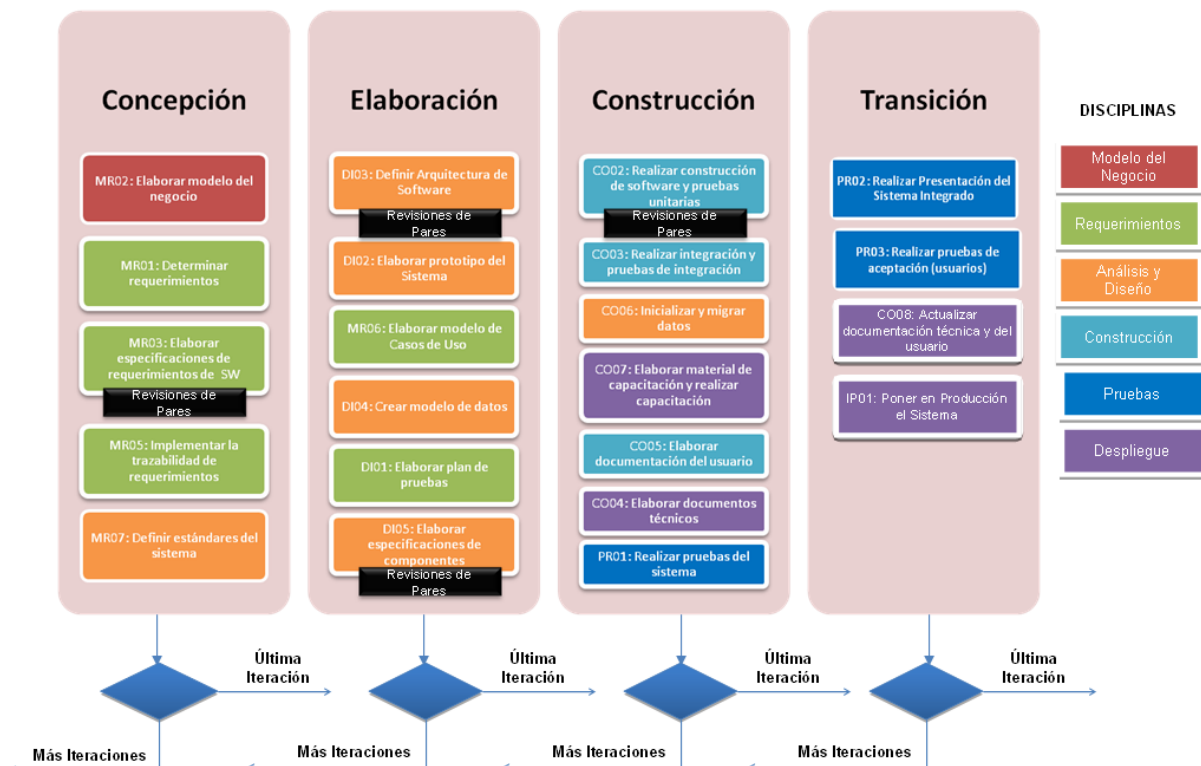 Concepción
MR02: Elaborar modelo del
negocio
MR01: Determinar
requerimientos
MR03: Elaborar
especificaciones de
requerimientos de SW
Revisiones de
Pares
MR05: Implementar la
trazabilidad de
requerimientos
MR07: Definir estándares del
sistema
Elaboración
DI03: Definir Arquitectura de
Software
Revisiones de
Pares
DI02: Elaborar prototipo del
Sistema
MR06: Elaborar modelo de
Casos de Uso
DI04: Crear modelo de datos
DI01: Elaborar plan de
pruebas
DI05: Elaborar
especificaciones de
componentes
Revisiones de
Pares
Construcción
CO02: Realizar construcción
de software y pruebas
unitarias
Revisiones de
Pares
CO03: Realizar integración y
pruebas de integración
CO06: Inicializar y migrar
datos
CO07: Elaborar material de
capacitación y realizar
capacitación
CO05: Elaborar
documentación del usuario
CO04: Elaborar documentos
técnicos
PR01: Realizar pruebas del
sistema
Transición
PR02: Realizar Presentación del
Sistema Integrado
PR03: Realizar pruebas de
aceptación (usuarios)
CO08: Actualizar
documentación técnica y del
usuario
IP01: Poner en Producción
el Sistema
DISCIPLINAS
Modelo del
Negocio
Requerimientos
Análisis y
Diseño
Construcción
Pruebas
Despliegue
Última
Iteración
Última
Iteración
Última
Iteración
Última
Iteración
Más Iteraciones
Más Iteraciones
Más Iteraciones
Más Iteraciones